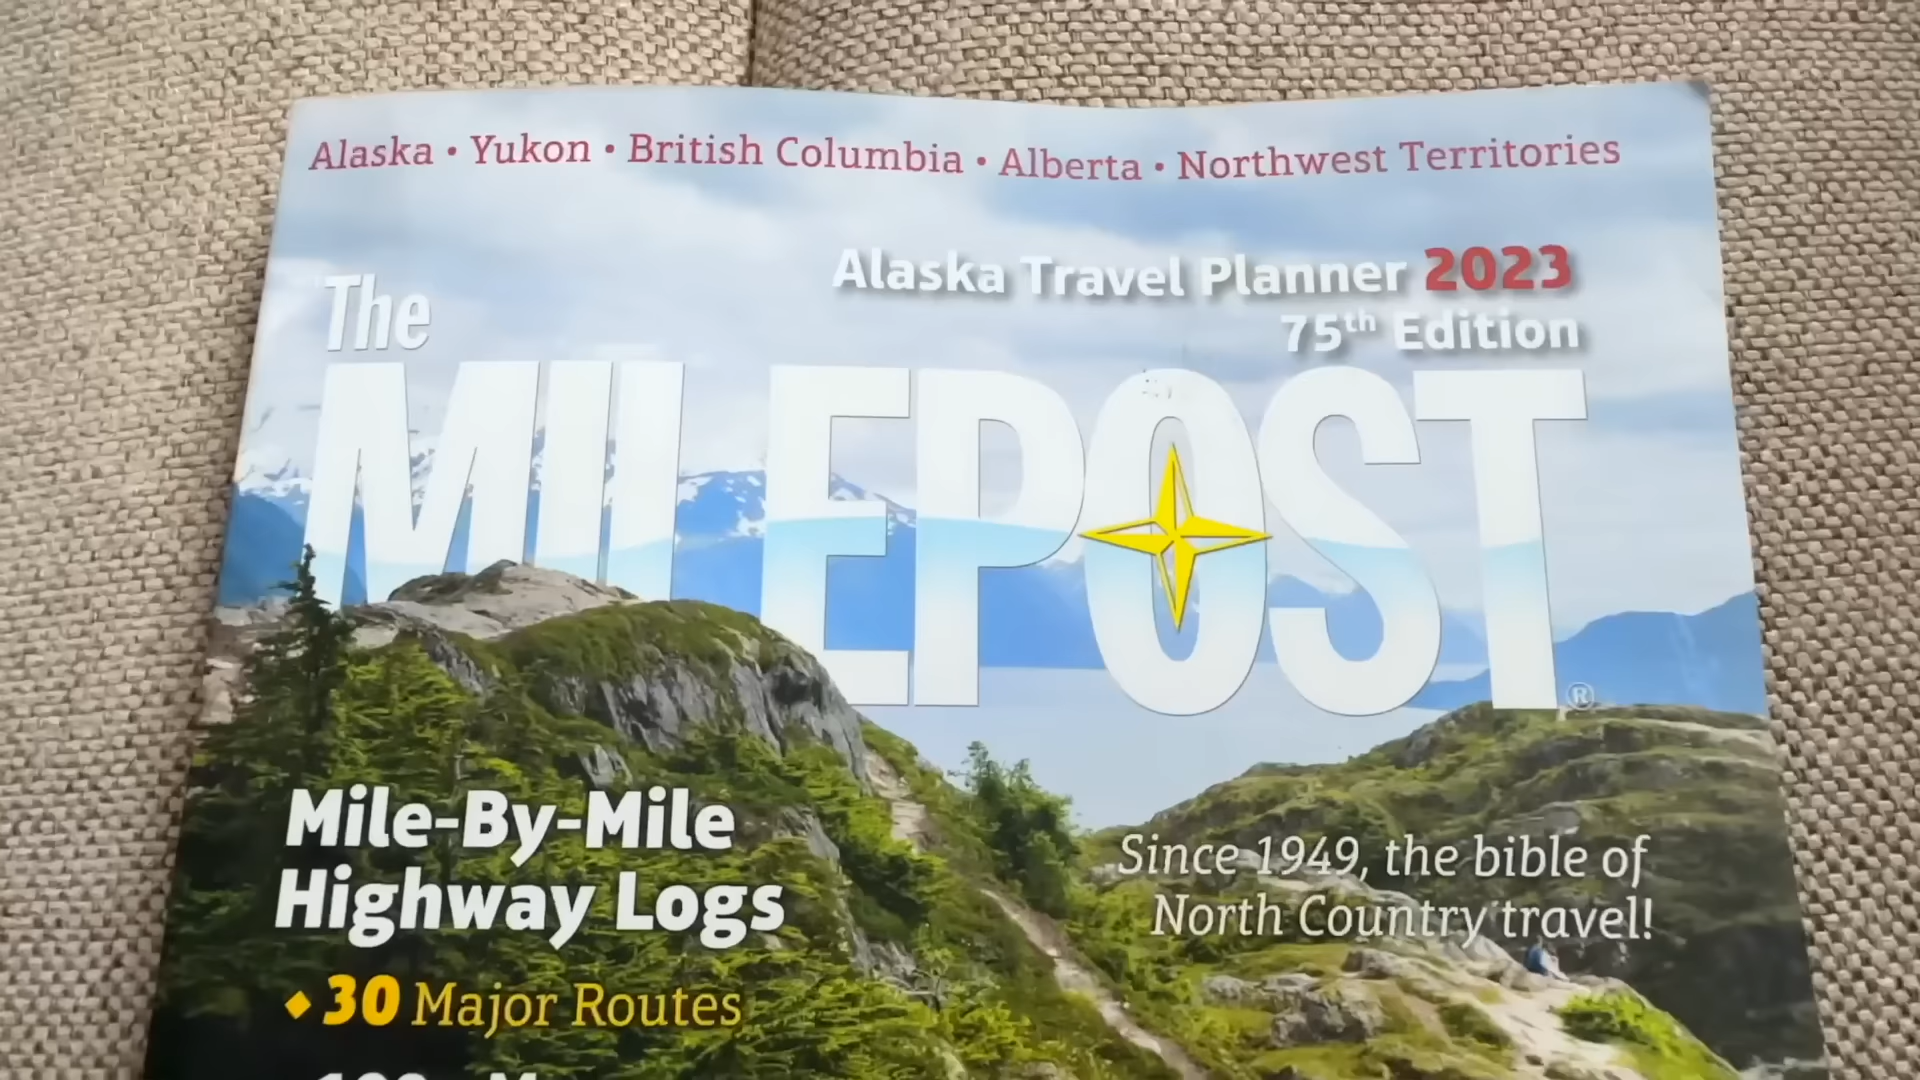 Alaska • Yukon • British Columbia • Alberta • Northwest Territories
Alaska Travel Planner 2023
75th Edition
The
MILEPOST®
Mile-By-Mile
Highway Logs
Since 1949, the bible of
North Country travel!
◆ 30 Major Routes